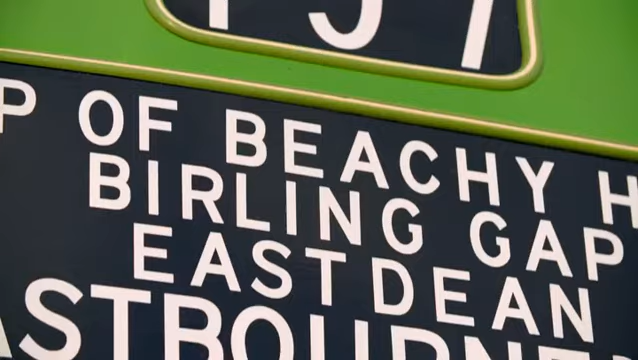 P OF BEACHY H
BIRLING GAP
EAST DEAN
ASTBOURNE